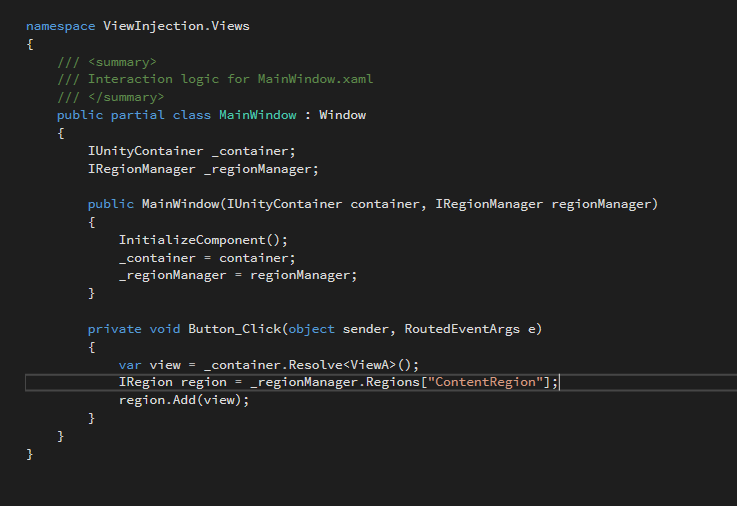 namespace ViewInjection.Views
{
/// <summary>
/// Interaction logic for MainWindow.xaml
/// </summary>
public partial class MainWindow : Window
{
IUnityContainer _container;
IRegionManager _regionManager;
public MainWindow(IUnityContainer container, IRegionManager regionManager)
{
InitializeComponent();
_container = container;
_regionManager = regionManager;
}
private void Button_Click(object sender, RoutedEventArgs e)
{
var view = _container.Resolve<ViewA>();
IRegion region = _regionManager.Regions["ContentRegion"];
region.Add(view);
}
}
}